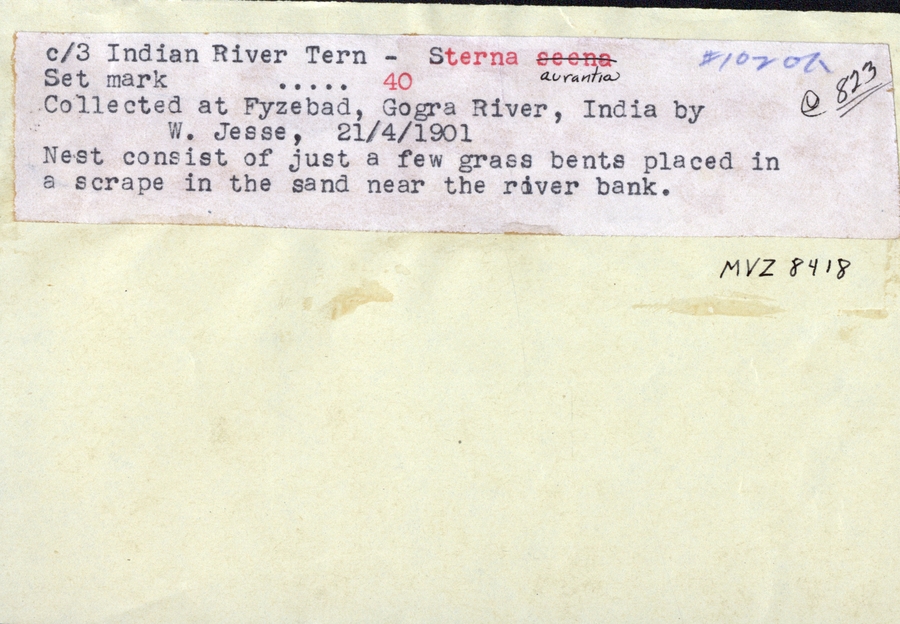 c/3 Indian River Tern - Sterna seena
aurantia
Set mark ..... 40
823
Collected at Fyzebad, Gogra River, India by
W. Jesse, 21/4/1901
Nest consist of just a few grass bents placed in
a scrape in the sand near the river bank.
MVZ 8418